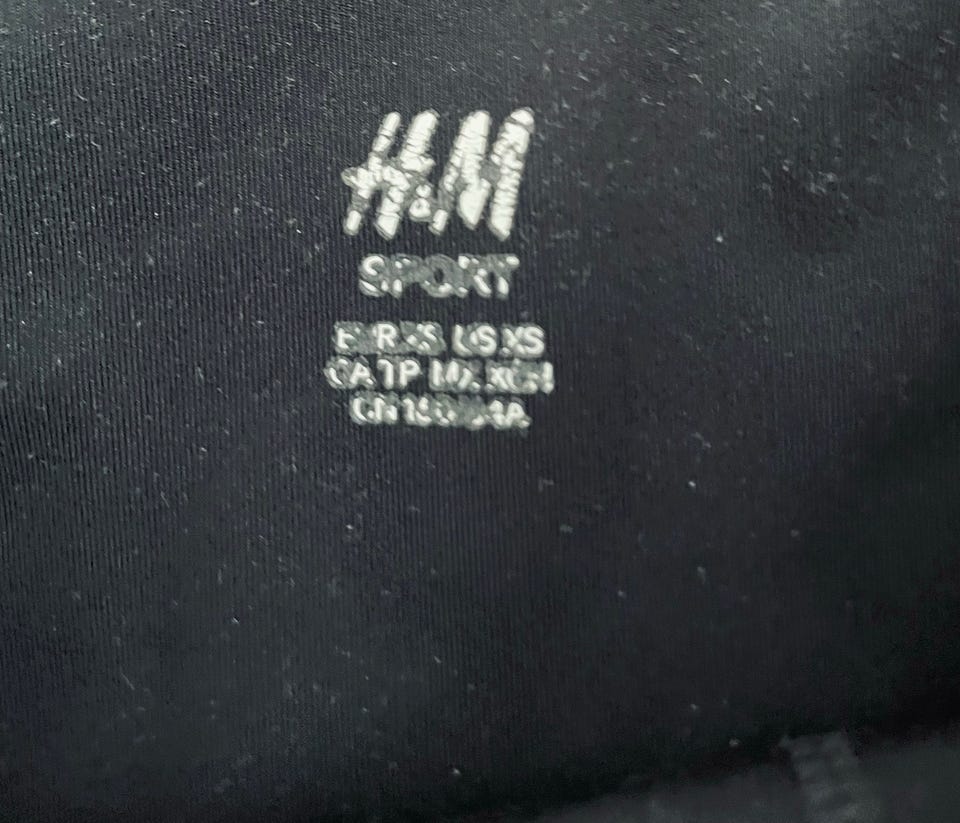 H&M
SPORT
EUR XS US XS
CA TP MX XCH